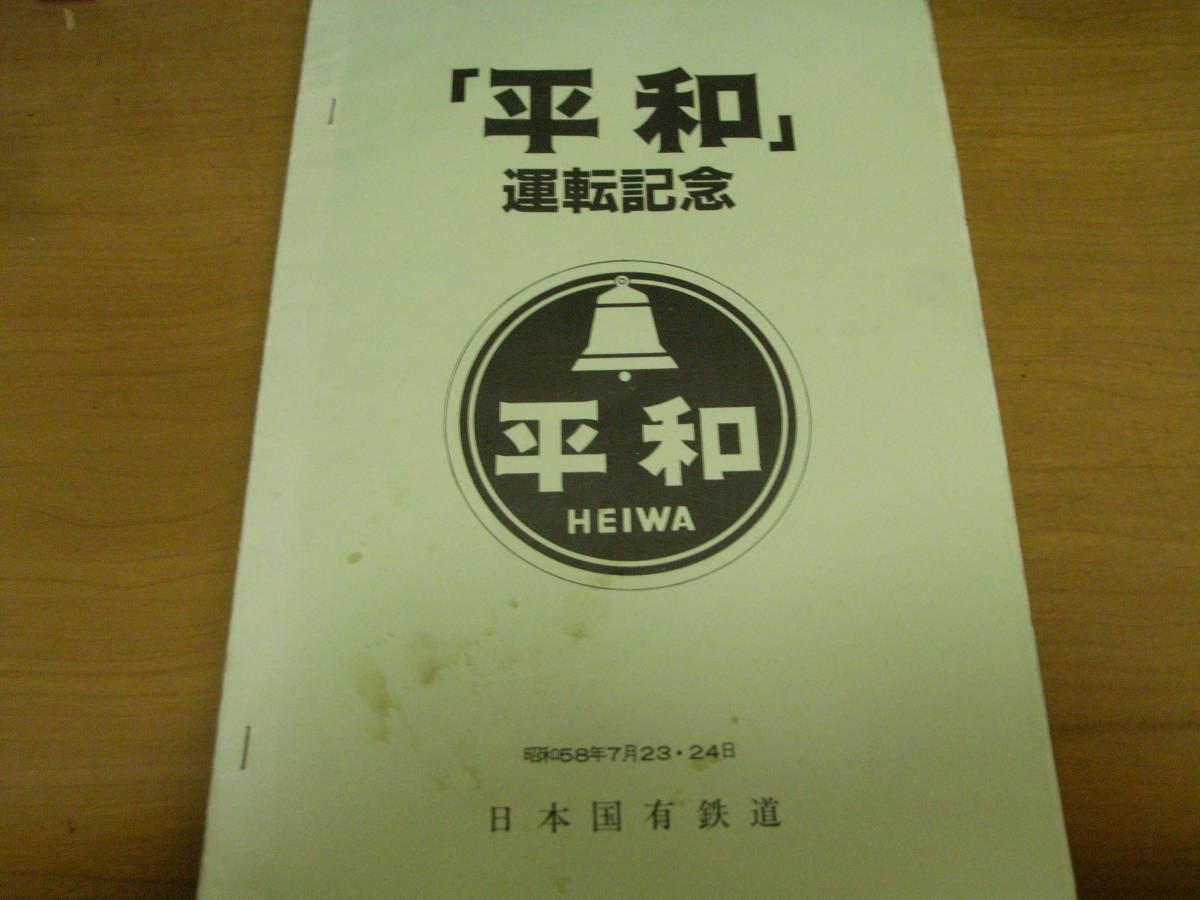 「平和」
運転記念
平和
HEIWA
昭和58年7月23・24日
日本国有鉄道